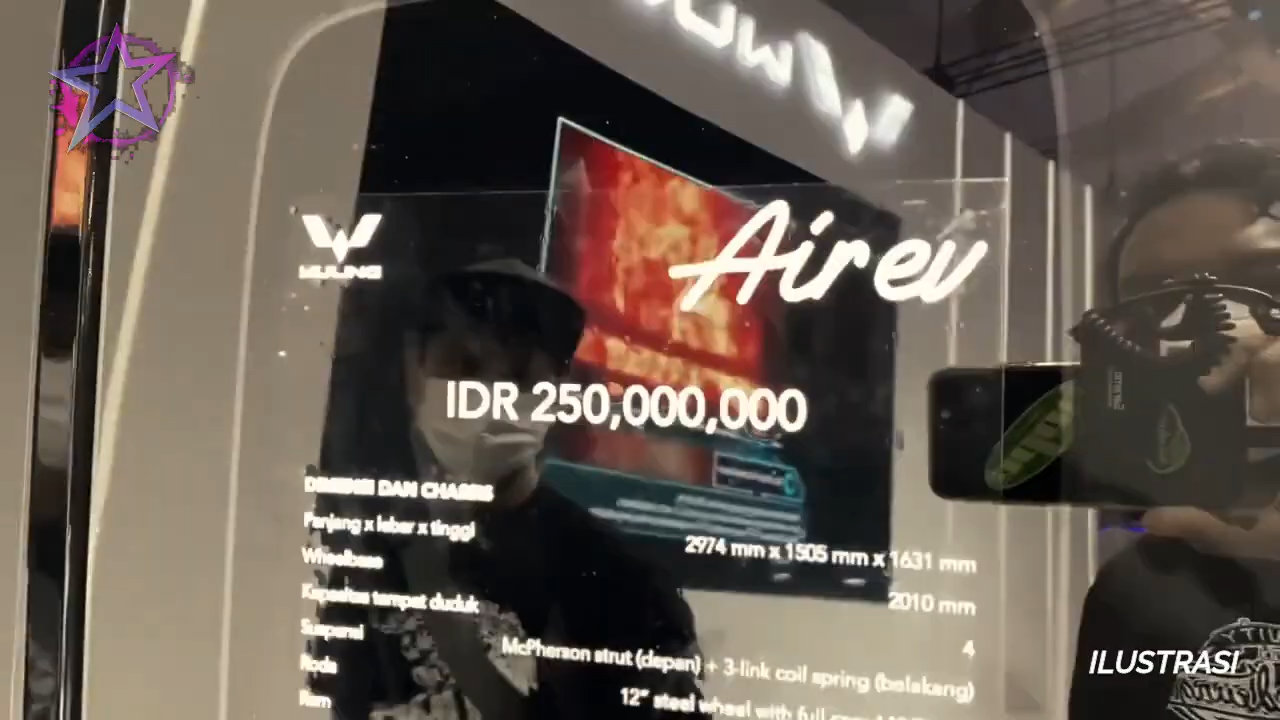 WULING
Air ev
IDR 250,000,000
DIMENSI DAN CHASSIS
Panjang x lebar x tinggi
2974 mm x 1505 mm x 1631 mm
Wheelbase
2010 mm
Kapasitas tempat duduk
4
Suspensi
McPherson strut (depan) + 3-link coil spring (belakang)
Roda
12" steel wheel with full
Rem
ILUSTRASI